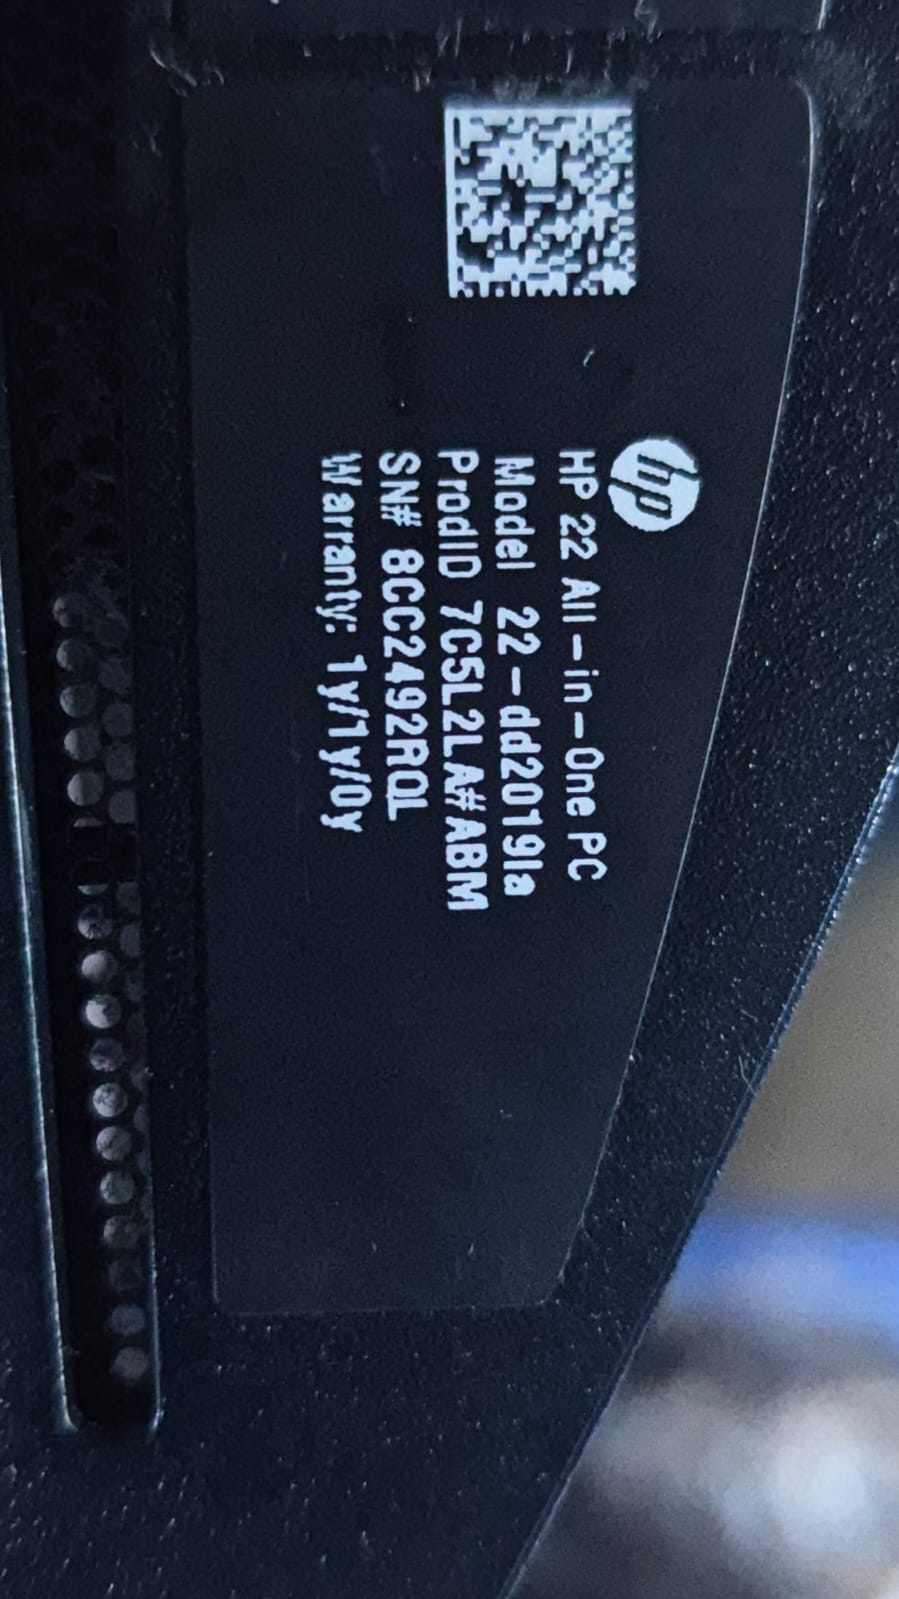 hp
HP 22 All-in-One PC
Model 22-dd2019la
ProdID 7C5L2LA#ABM
SN# 8CC2492RQL
Warranty: 1y/1y/0y